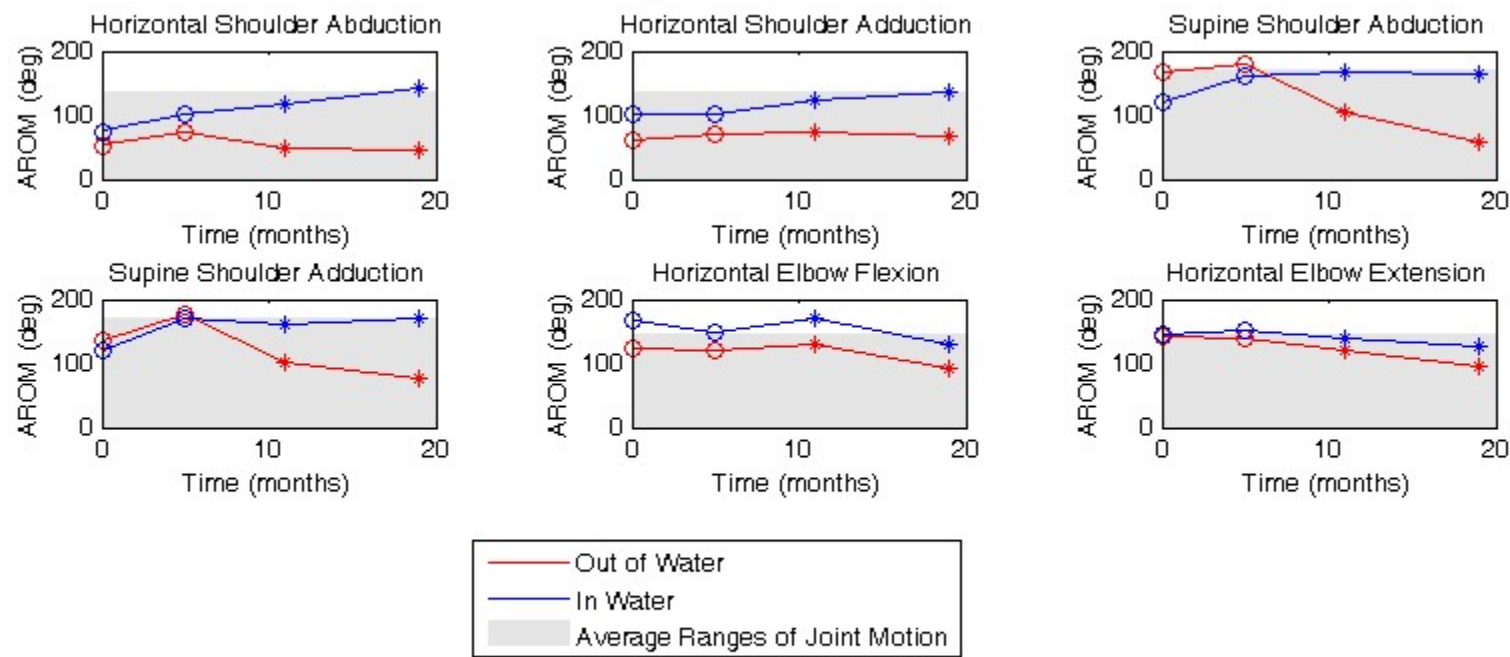 Horizontal Shoulder Abduction
200
100
0
AROM (deg)
0 10 20
Time (months)
Horizontal Shoulder Adduction
200
100
0
AROM (deg)
0 10 20
Time (months)
Supine Shoulder Abduction
200
100
0
AROM (deg)
0 10 20
Time (months)
Supine Shoulder Adduction
200
100
0
AROM (deg)
0 10 20
Time (months)
Horizontal Elbow Flexion
200
100
0
AROM (deg)
0 10 20
Time (months)
Horizontal Elbow Extension
200
100
0
AROM (deg)
0 10 20
Time (months)
Out of Water
In Water
Average Ranges of Joint Motion